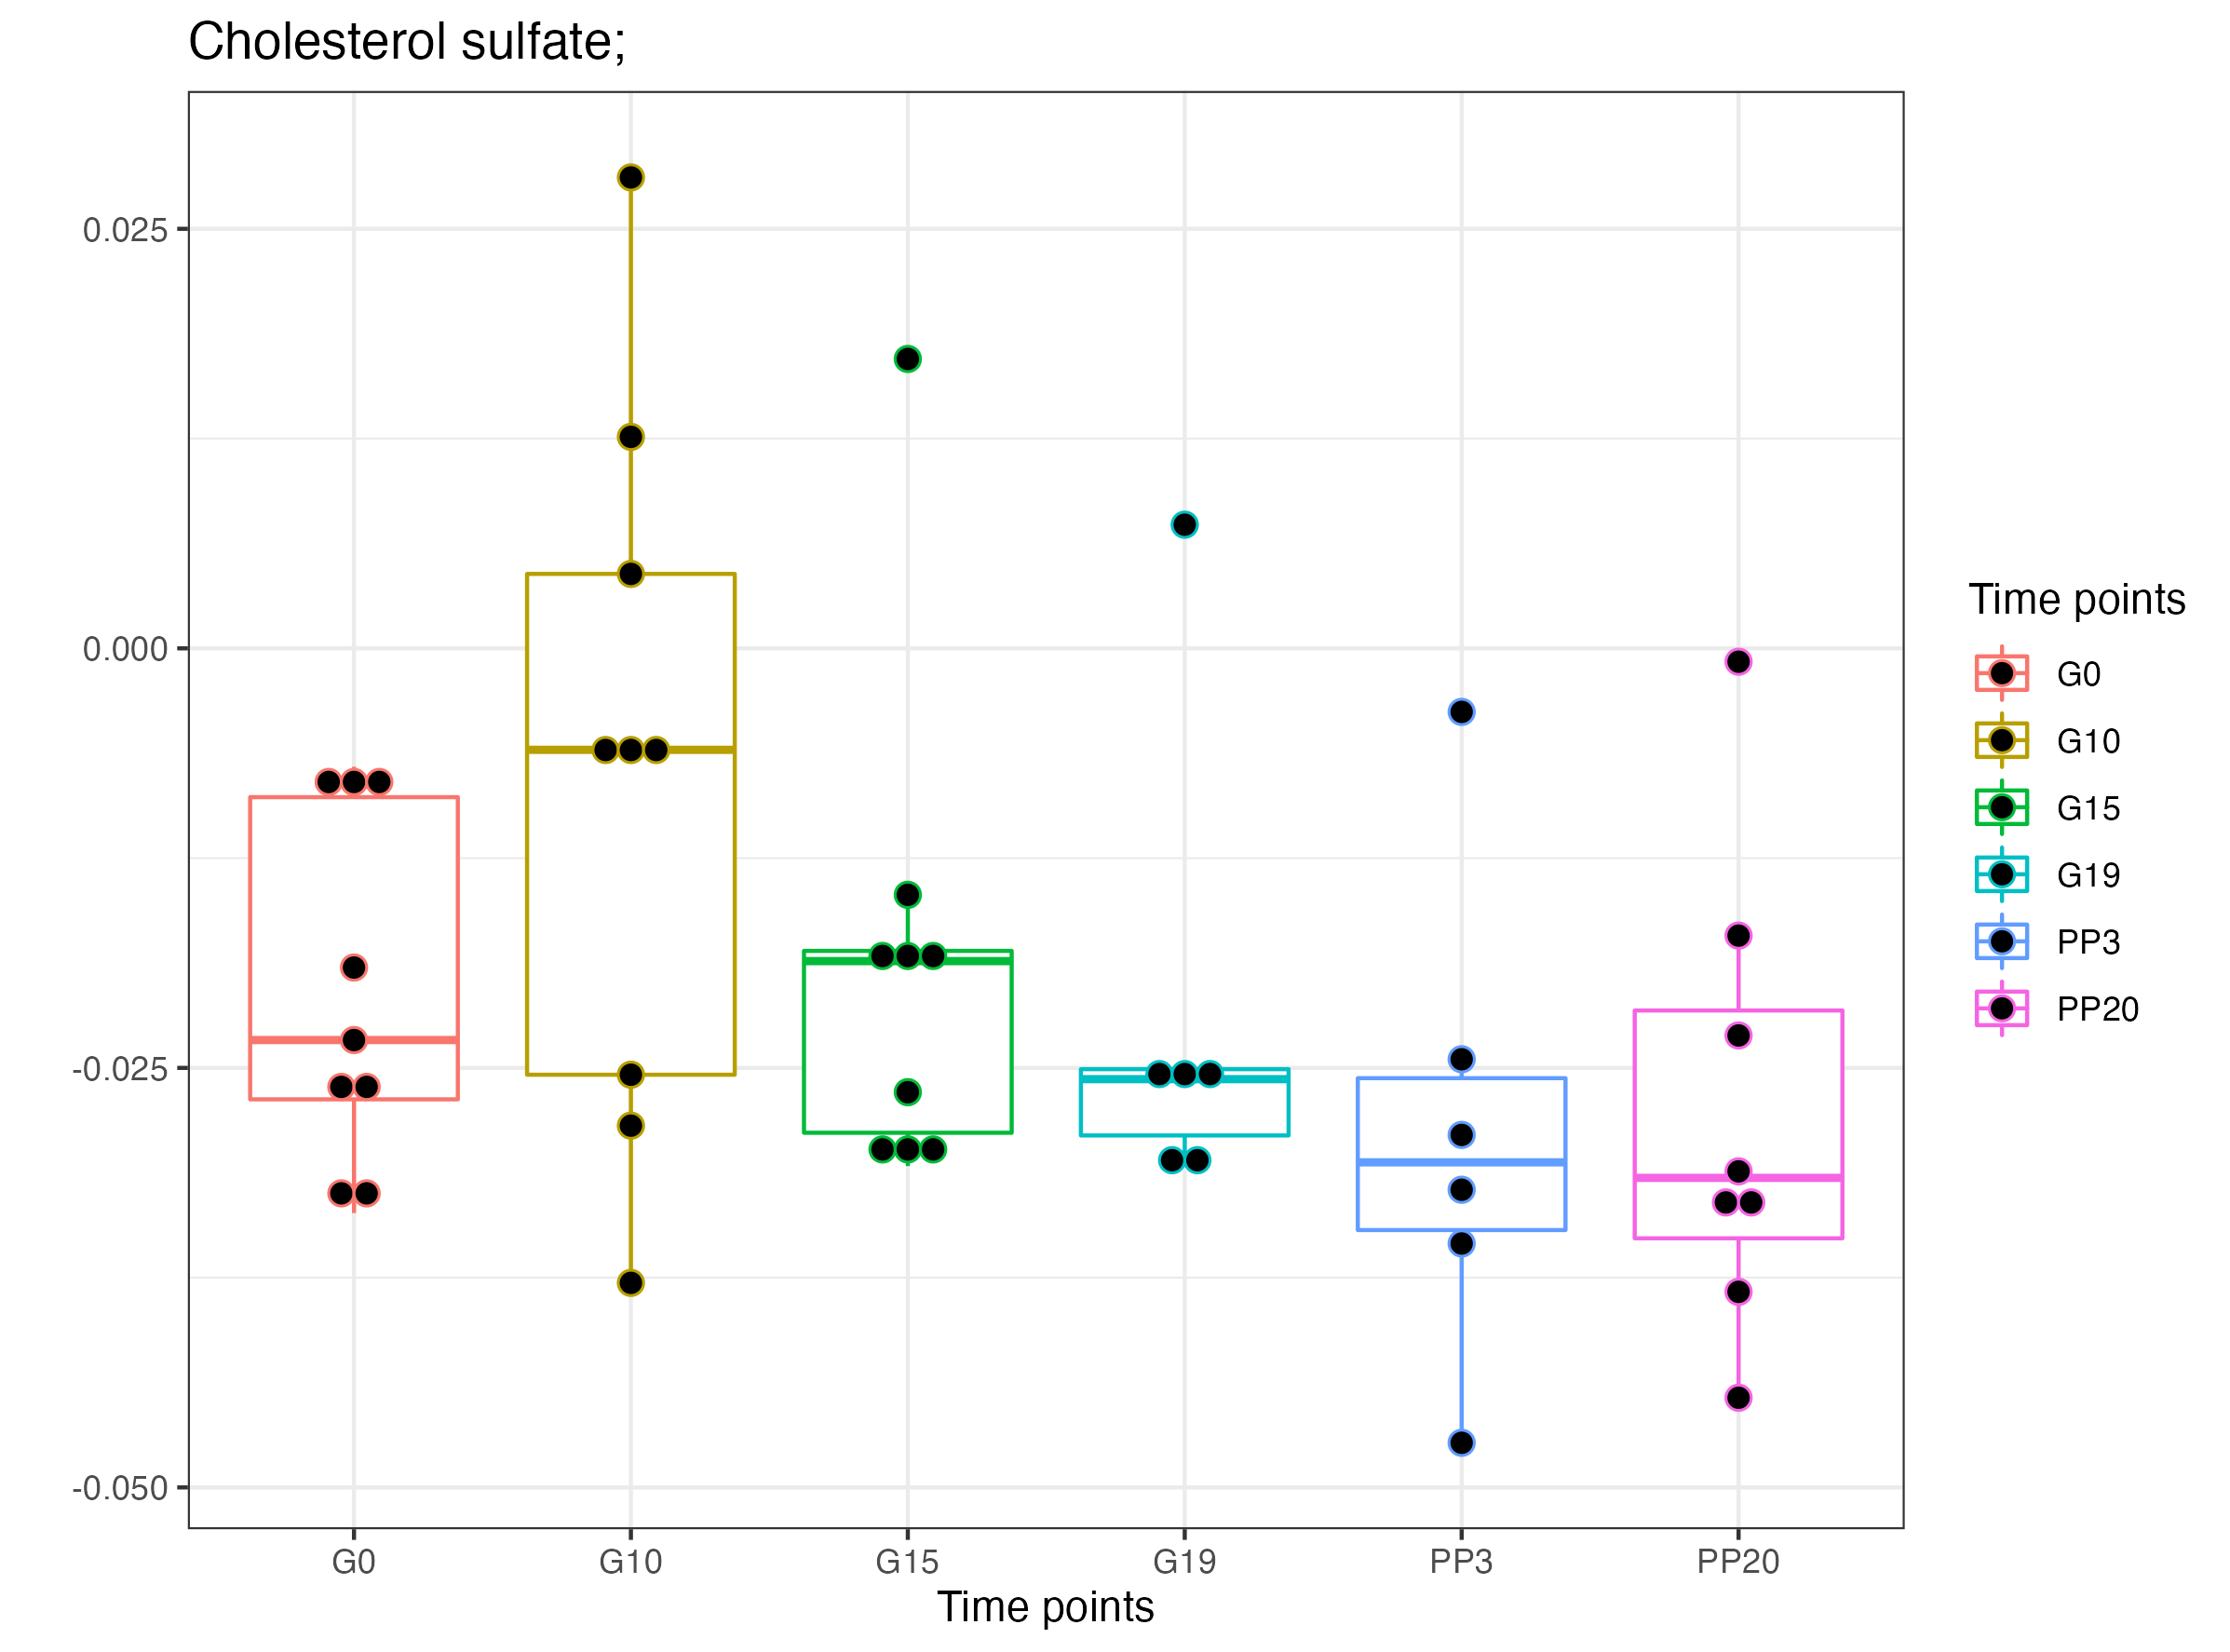 Cholesterol sulfate;
0.025
0.000
-0.025
-0.050
G0 G10 G15 G19 PP3 PP20
Time points
Time points
G0
G10
G15
G19
PP3
PP20